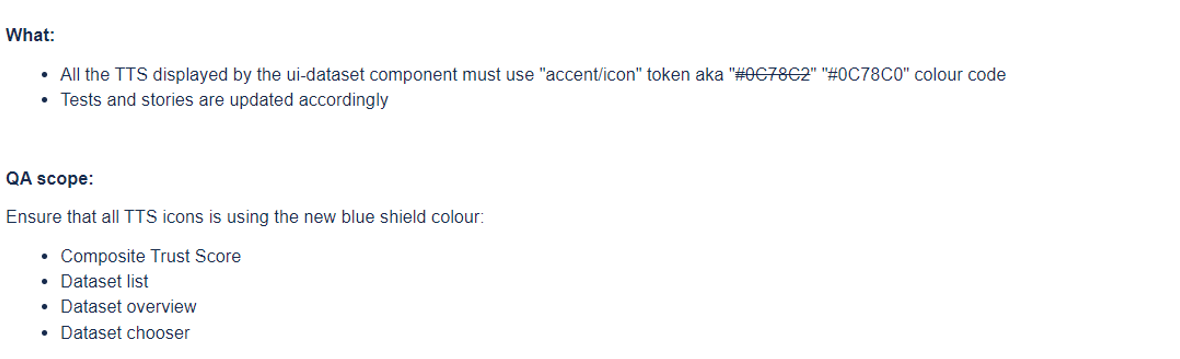 What:
• All the TTS displayed by the ui-dataset component must use "accent/icon" token aka "#0C78C2" "#0C78C0" colour code
• Tests and stories are updated accordingly
QA scope:
Ensure that all TTS icons is using the new blue shield colour:
• Composite Trust Score
• Dataset list
• Dataset overview
• Dataset chooser